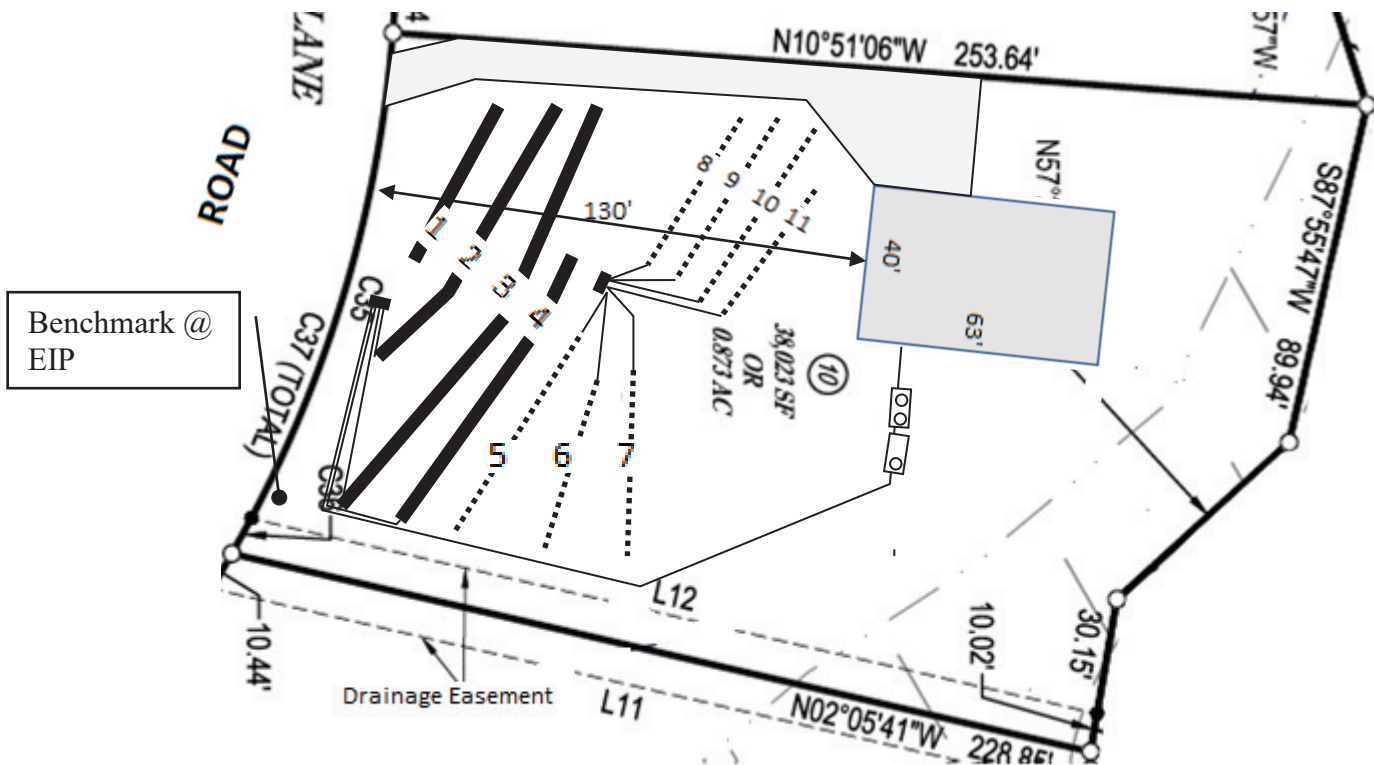 LANE
ROAD
N10°51'06"W 253.64'
57"W
N57°
S87°55'47"W 89.94'
130'
1
2
3
4
5
6
7
8
9
10
11
40'
63'
10
38,023 SF
OR
0.873 AC
C35
C37 (TOTAL)
Benchmark @
EIP
L12
L11
10.44'
10.02'
30.15'
Drainage Easement
N02°05'41"W 228.86'